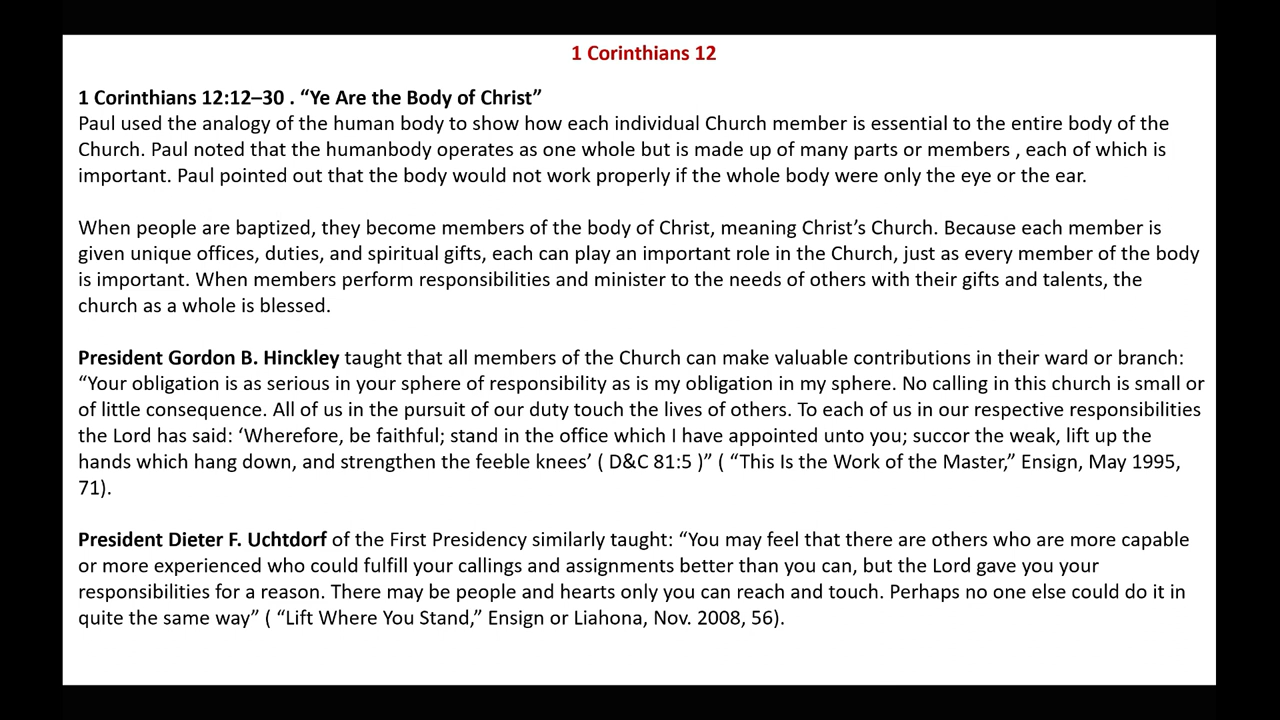 1 Corinthians 12
1 Corinthians 12:12–30 . “Ye Are the Body of Christ”
Paul used the analogy of the human body to show how each individual Church member is essential to the entire body of the
Church. Paul noted that the humanbody operates as one whole but is made up of many parts or members , each of which is
important. Paul pointed out that the body would not work properly if the whole body were only the eye or the ear.
When people are baptized, they become members of the body of Christ, meaning Christ’s Church. Because each member is
given unique offices, duties, and spiritual gifts, each can play an important role in the Church, just as every member of the body
is important. When members perform responsibilities and minister to the needs of others with their gifts and talents, the
church as a whole is blessed.
President Gordon B. Hinckley taught that all members of the Church can make valuable contributions in their ward or branch:
“Your obligation is as serious in your sphere of responsibility as is my obligation in my sphere. No calling in this church is small or
of little consequence. All of us in the pursuit of our duty touch the lives of others. To each of us in our respective responsibilities
the Lord has said: ‘Wherefore, be faithful; stand in the office which I have appointed unto you; succor the weak, lift up the
hands which hang down, and strengthen the feeble knees’ ( D&C 81:5 )” ( “This Is the Work of the Master,” Ensign, May 1995,
71).
President Dieter F. Uchtdorf of the First Presidency similarly taught: “You may feel that there are others who are more capable
or more experienced who could fulfill your callings and assignments better than you can, but the Lord gave you your
responsibilities for a reason. There may be people and hearts only you can reach and touch. Perhaps no one else could do it in
quite the same way” ( “Lift Where You Stand,” Ensign or Liahona, Nov. 2008, 56).